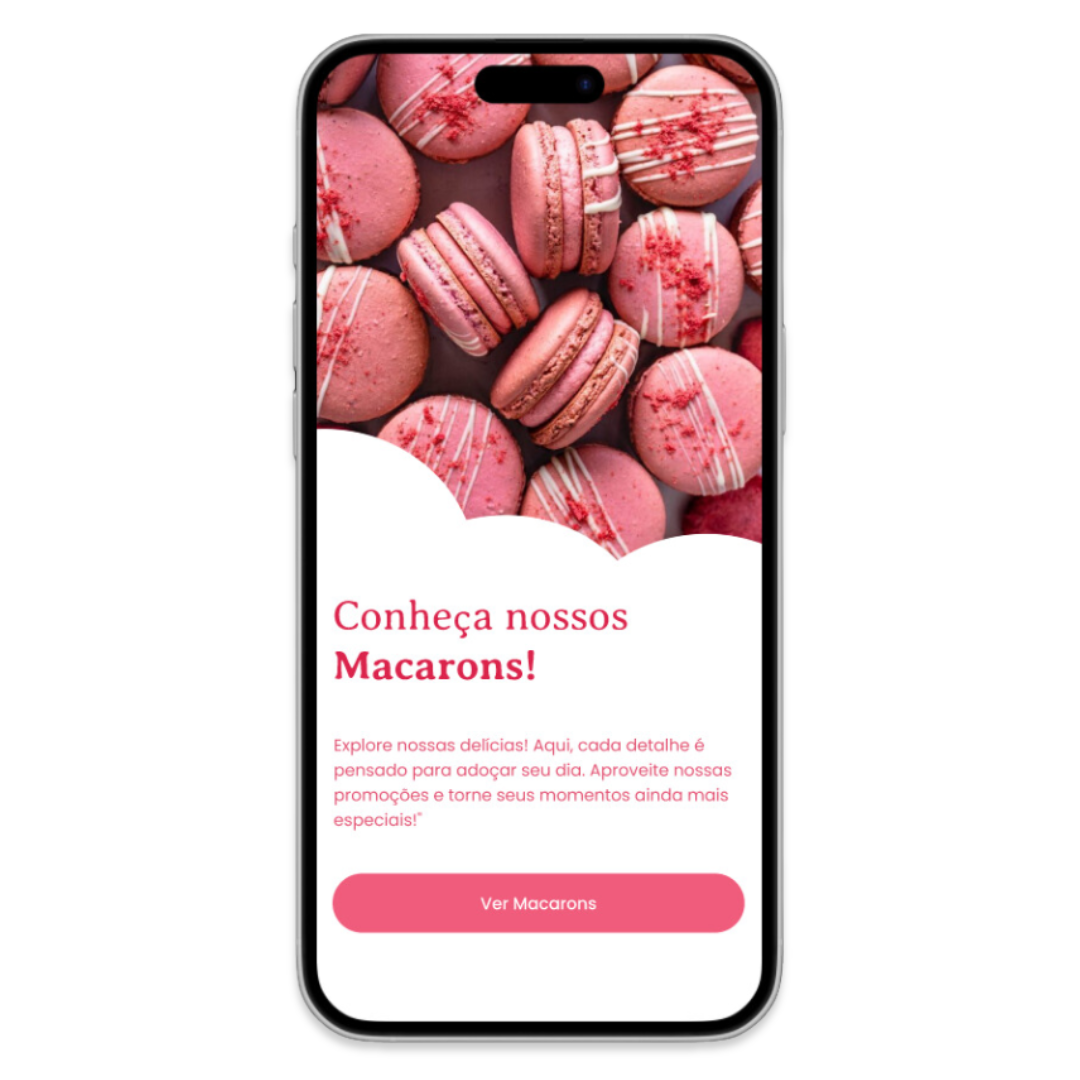 Conheça nossos
Macarons!
Explore nossas delícias! Aqui, cada detalhe é
pensado para adoçar seu dia. Aproveite nossas
promoções e torne seus momentos ainda mais
especiais!"
Ver Macarons